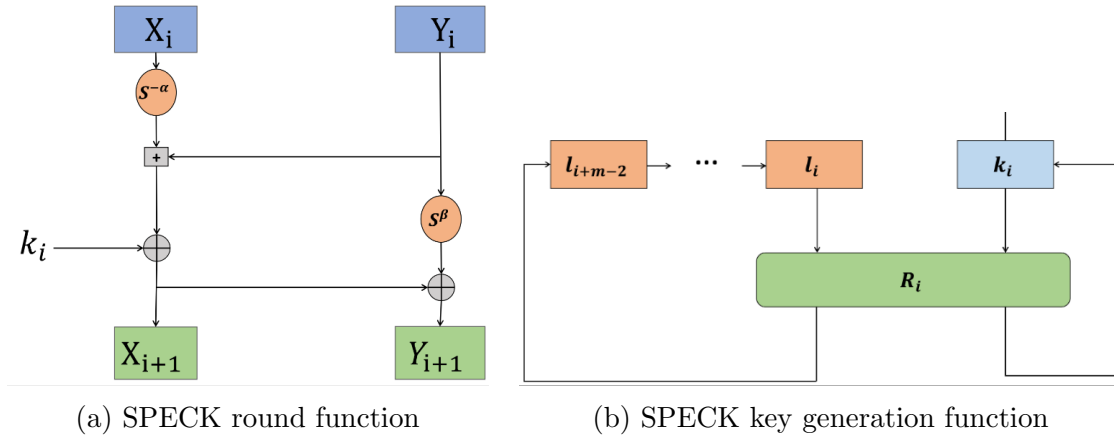 Xᵢ Yᵢ
S⁻ᵅ
+
Sᵝ
kᵢ
Xᵢ₊₁ Yᵢ₊₁
(a) SPECK round function
lᵢ₊ₘ₋₂ ... lᵢ kᵢ
Rᵢ
(b) SPECK key generation function